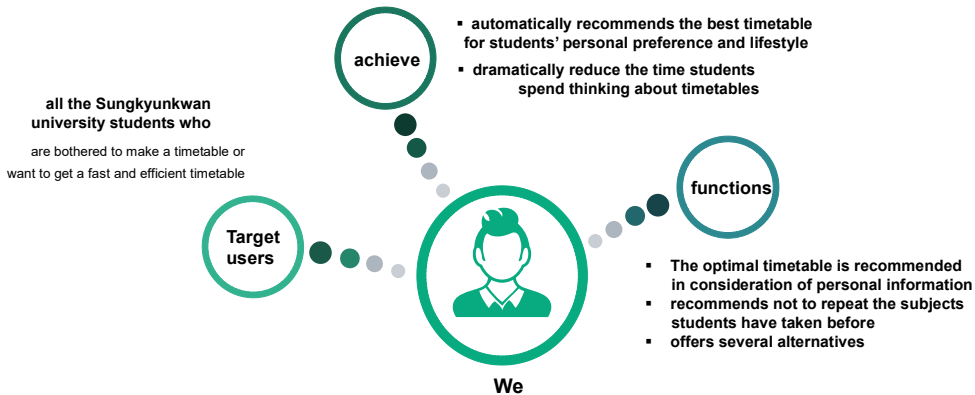 achieve
▪ automatically recommends the best timetable
for students’ personal preference and lifestyle
▪ dramatically reduce the time students
spend thinking about timetables
all the Sungkyunkwan
university students who
are bothered to make a timetable or
want to get a fast and efficient timetable
Target
users
functions
▪ The optimal timetable is recommended
in consideration of personal information
▪ recommends not to repeat the subjects
students have taken before
▪ offers several alternatives
We